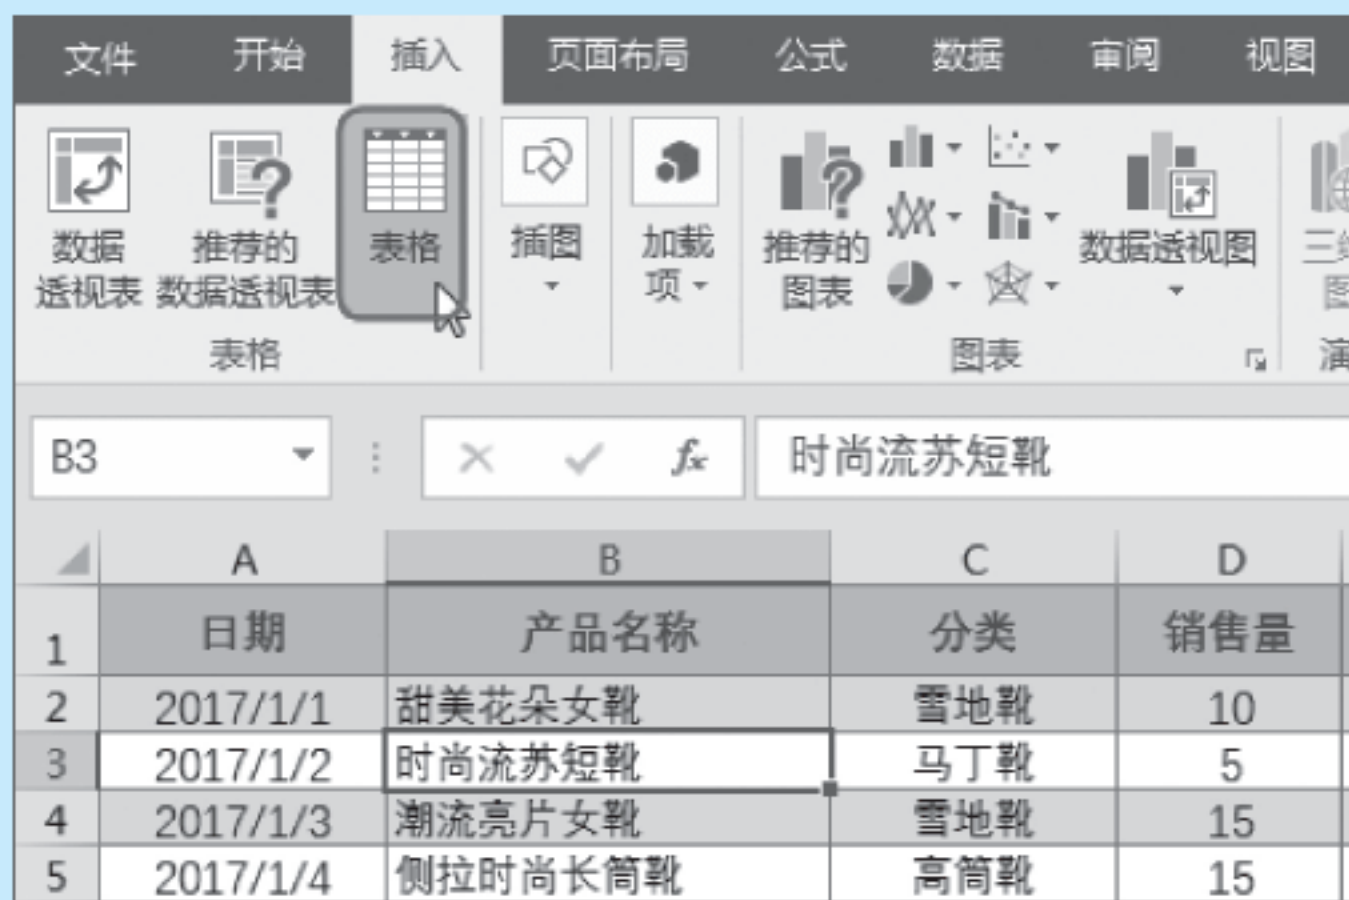 文件 开始 插入 页面布局 公式 数据 审阅 视图
数据 推荐的 表格 插图 加载 推荐的 数据透视图
透视表 数据透视表 项 图表
表格 图表
B3 fx 时尚流苏短靴
A B C D
1 日期 产品名称 分类 销售量
2 2017/1/1 甜美花朵女靴 雪地靴 10
3 2017/1/2 时尚流苏短靴 马丁靴 5
4 2017/1/3 潮流亮片女靴 雪地靴 15
5 2017/1/4 侧拉时尚长筒靴 高筒靴 15